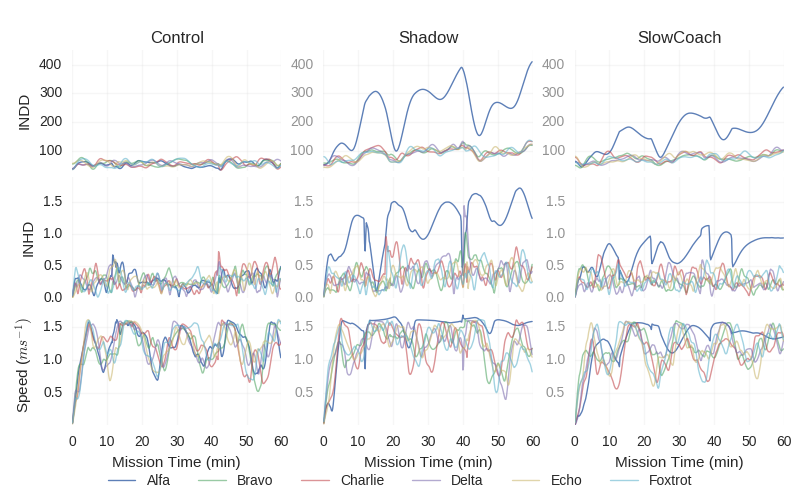 Control Shadow SlowCoach
INDD
400 400 400
300 300 300
200 200 200
100 100 100
INHD
1.5 1.5 1.5
1.0 1.0 1.0
0.5 0.5 0.5
0.0 0.0 0.0
Speed (ms⁻¹)
1.5 1.5 1.5
1.0 1.0 1.0
0.5 0.5 0.5
0 10 20 30 40 50 60 0 10 20 30 40 50 60 0 10 20 30 40 50 60
Mission Time (min) Mission Time (min) Mission Time (min)
Alfa Bravo Charlie Delta Echo Foxtrot